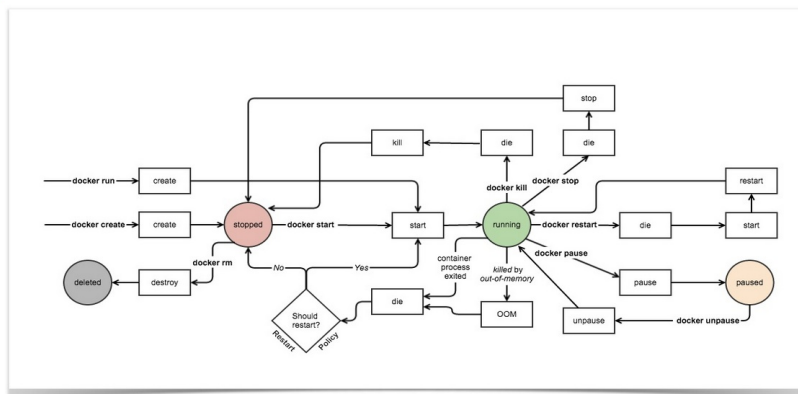 stop
kill
die
die
docker stop
docker kill
restart
docker run
create
docker create
create
stopped
docker start
start
running
docker restart
die
start
docker rm
docker pause
deleted
destroy
No
Yes
container
process
exited
killed by
out-of-memory
pause
paused
Should
restart?
Restart
Policy
die
OOM
unpause
docker unpause